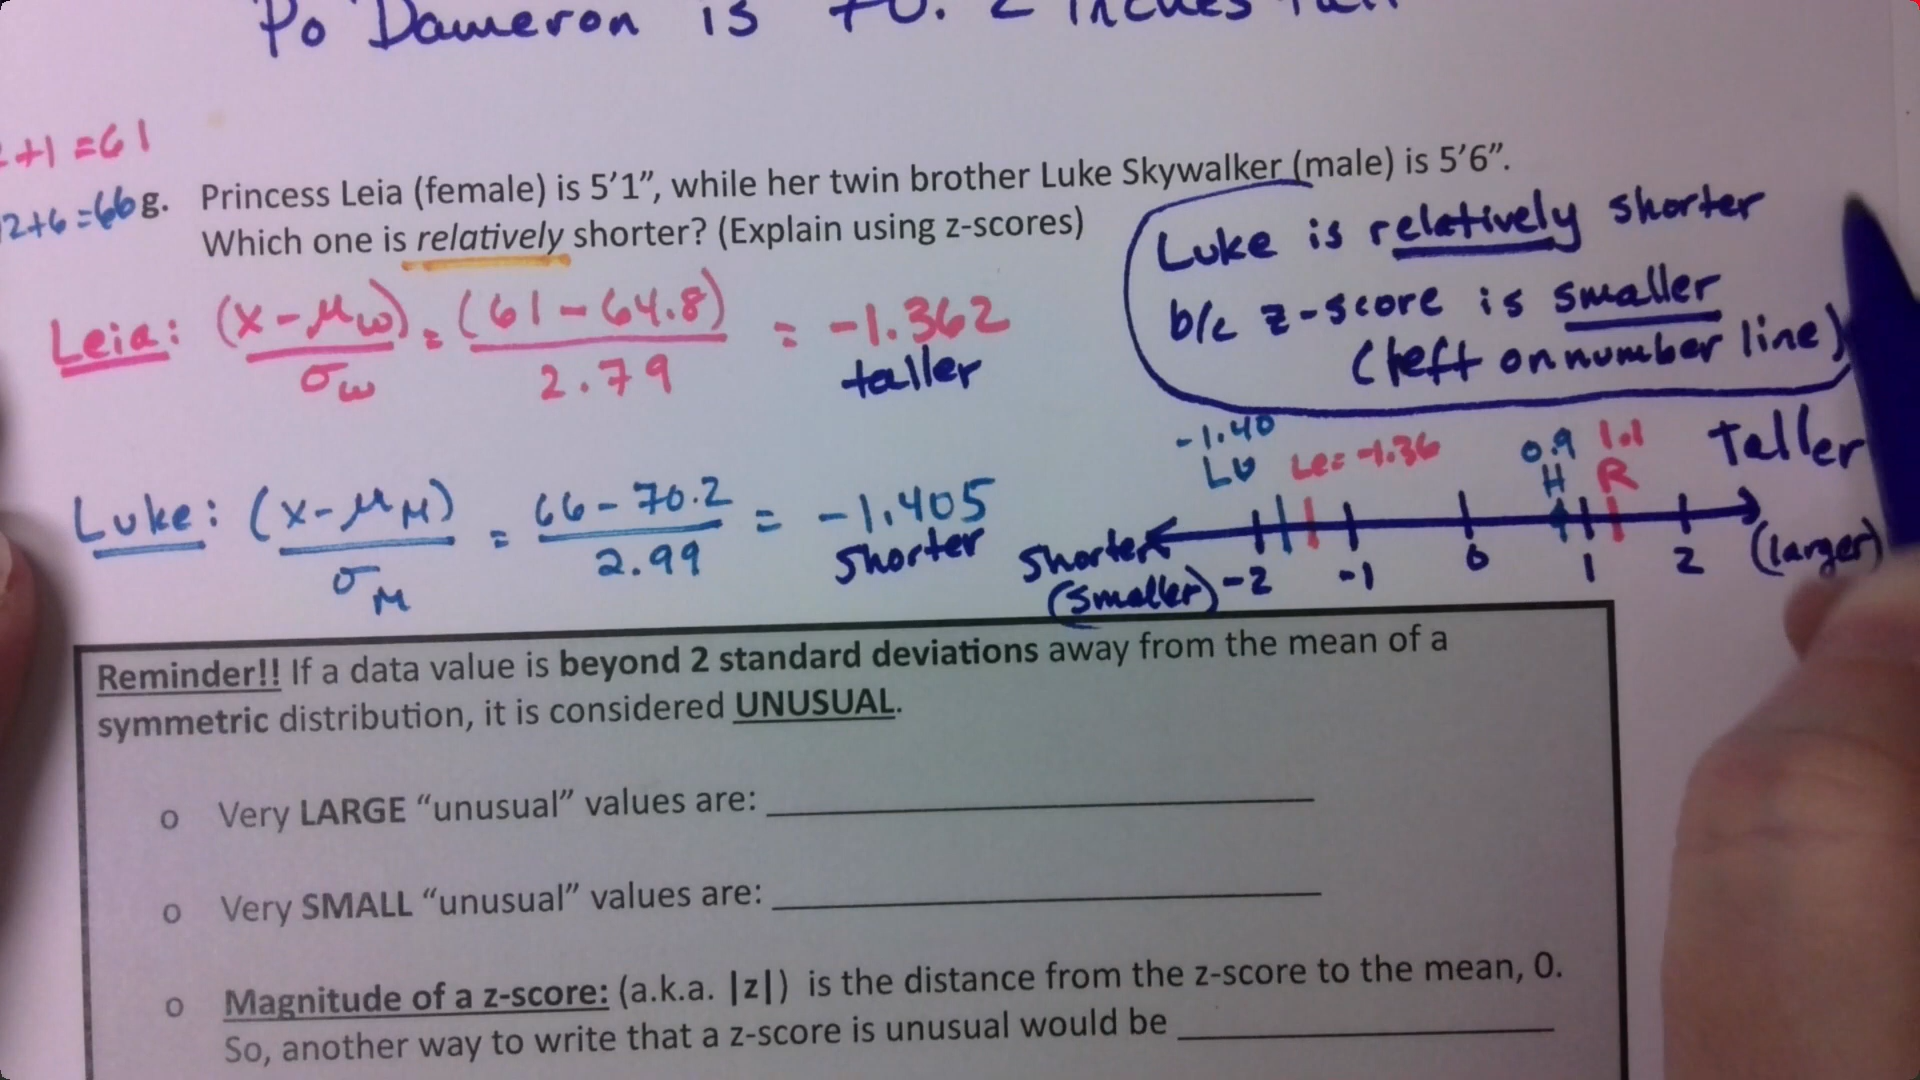 Po Dameron is 70.2 inches tall
+1=61
12+6=66
g. Princess Leia (female) is 5’1”, while her twin brother Luke Skywalker (male) is 5’6”.
Which one is relatively shorter? (Explain using z-scores)
Luke is relatively shorter
b/c z-score is smaller
(left on number line)
Leia: (x-μw) = (61-64.8) = -1.362
σw 2.79 taller
Luke: (x-μM) = 66-70.2 = -1.405
σM 2.99 shorter
-1.40 Le=-1.36 0.9 1.1 Taller
LU H R
Shorter
(smaller) -2 -1 0 1 2 (larger)
Reminder!! If a data value is beyond 2 standard deviations away from the mean of a
symmetric distribution, it is considered UNUSUAL.
o Very LARGE “unusual” values are:
o Very SMALL “unusual” values are:
o Magnitude of a z-score: (a.k.a. |z|) is the distance from the z-score to the mean, 0.
So, another way to write that a z-score is unusual would be